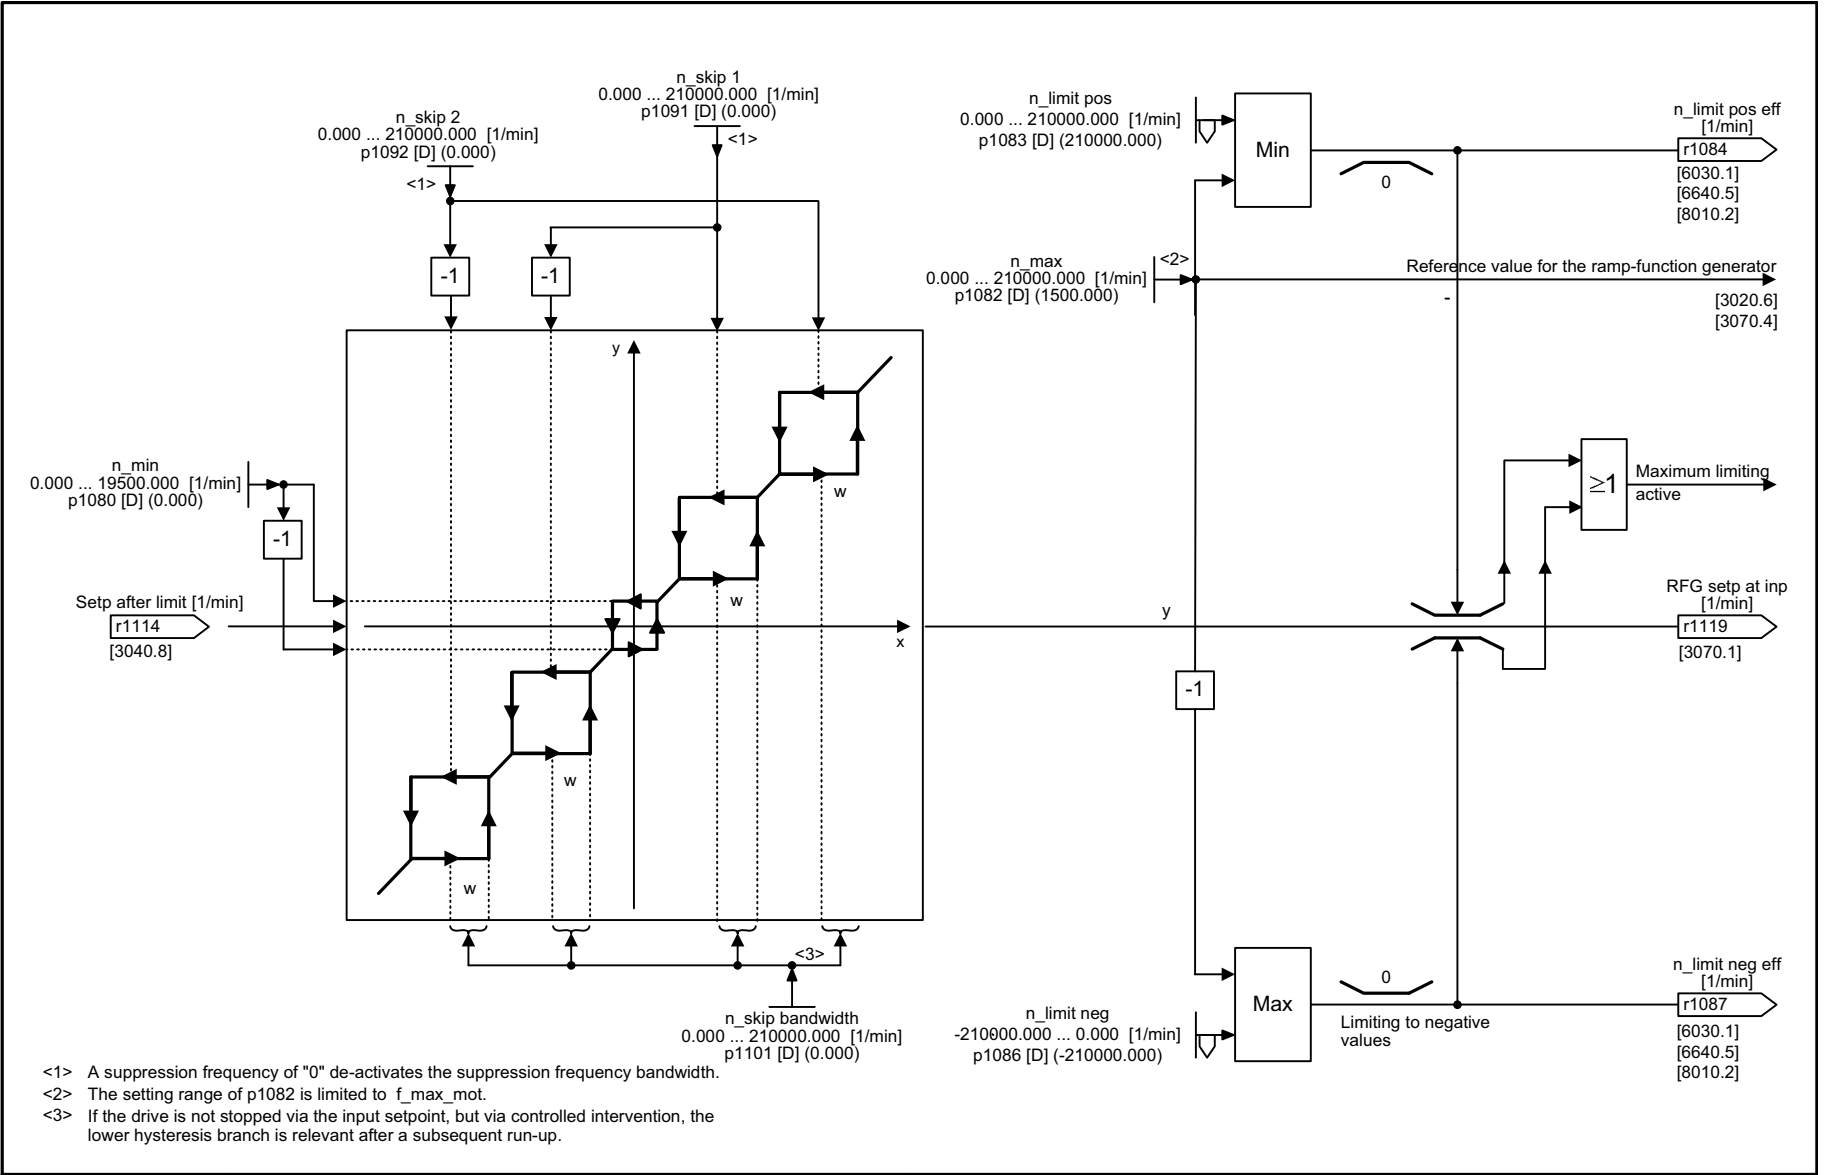 n_skip 1
0.000 ... 210000.000 [1/min]
p1091 [D] (0.000)
<1>
n_skip 2
0.000 ... 210000.000 [1/min]
p1092 [D] (0.000)
<1>
-1
-1
n_min
0.000 ... 19500.000 [1/min]
p1080 [D] (0.000)
-1
Setp after limit [1/min]
r1114
[3040.8]
y
x
w
w
w
w
<3>
n_skip bandwidth
0.000 ... 210000.000 [1/min]
p1101 [D] (0.000)
n_limit pos
0.000 ... 210000.000 [1/min]
p1083 [D] (210000.000)
Min
0
n_limit pos eff
[1/min]
r1084
[6030.1]
[6640.5]
[8010.2]
n_max
0.000 ... 210000.000 [1/min]
p1082 [D] (1500.000)
<2>
Reference value for the ramp-function generator
-
[3020.6]
[3070.4]
≥1
Maximum limiting
active
y
RFG setp at inp
[1/min]
r1119
[3070.1]
-1
n_limit neg
-210000.000 ... 0.000 [1/min]
p1086 [D] (-210000.000)
Max
0
Limiting to negative
values
n_limit neg eff
[1/min]
r1087
[6030.1]
[6640.5]
[8010.2]
<1> A suppression frequency of "0" de-activates the suppression frequency bandwidth.
<2> The setting range of p1082 is limited to f_max_mot.
<3> If the drive is not stopped via the input setpoint, but via controlled intervention, the
lower hysteresis branch is relevant after a subsequent run-up.